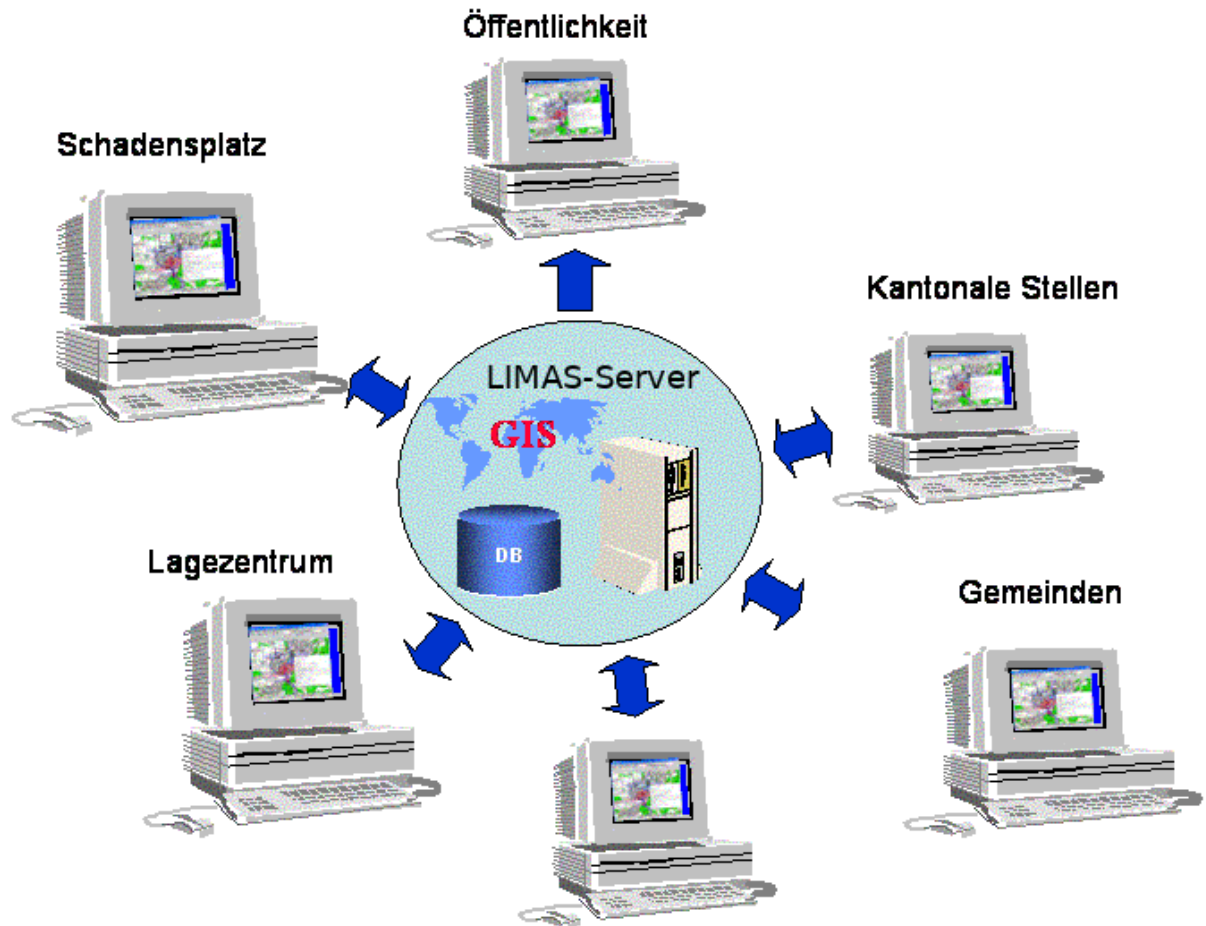 Öffentlichkeit
Schadensplatz
Kantonale Stellen
LIMAS-Server
GIS
DB
Lagezentrum
Gemeinden